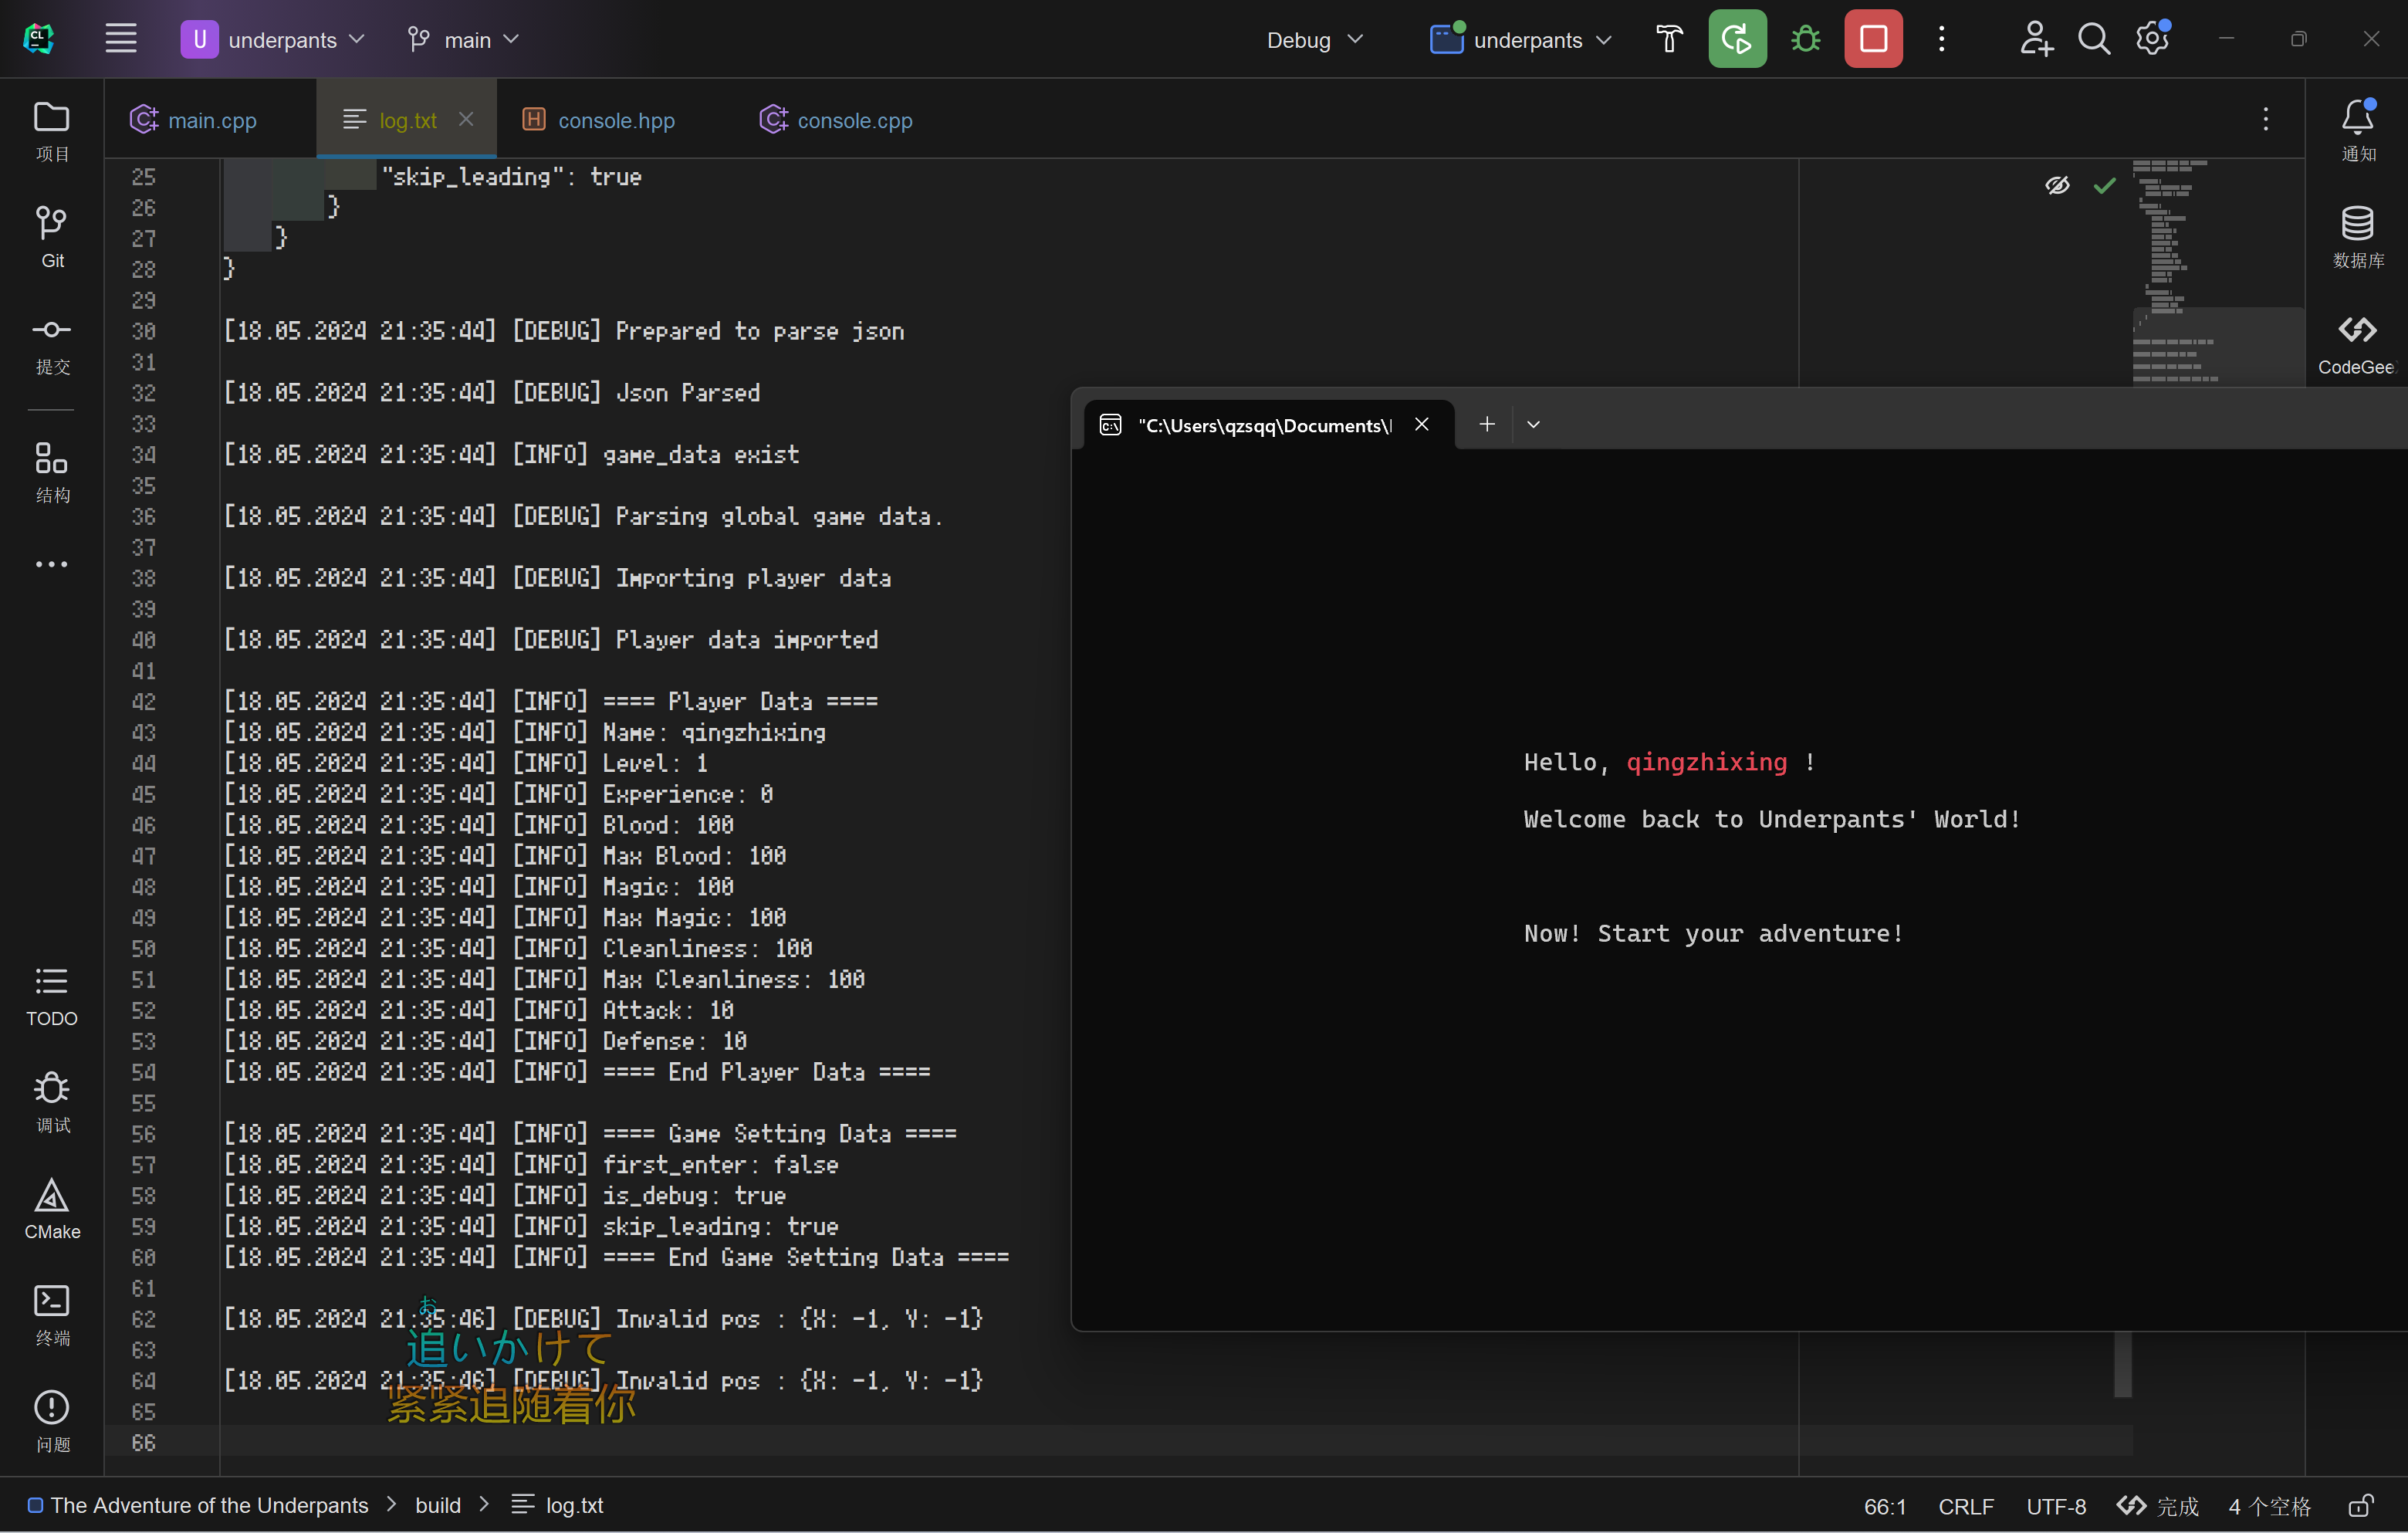 U underpants main Debug underpants
main.cpp log.txt console.hpp console.cpp
项目
Git
提交
结构
TODO
调试
CMake
终端
问题
25 "skip_leading": true
26 }
27 }
28 }
29
30 [18.05.2024 21:35:44] [DEBUG] Prepared to parse json
31
32 [18.05.2024 21:35:44] [DEBUG] Json Parsed
33
34 [18.05.2024 21:35:44] [INFO] game_data exist
35
36 [18.05.2024 21:35:44] [DEBUG] Parsing global game data.
37
38 [18.05.2024 21:35:44] [DEBUG] Importing player data
39
40 [18.05.2024 21:35:44] [DEBUG] Player data imported
41
42 [18.05.2024 21:35:44] [INFO] ==== Player Data ====
43 [18.05.2024 21:35:44] [INFO] Name: qingzhixing
44 [18.05.2024 21:35:44] [INFO] Level: 1
45 [18.05.2024 21:35:44] [INFO] Experience: 0
46 [18.05.2024 21:35:44] [INFO] Blood: 100
47 [18.05.2024 21:35:44] [INFO] Max Blood: 100
48 [18.05.2024 21:35:44] [INFO] Magic: 100
49 [18.05.2024 21:35:44] [INFO] Max Magic: 100
50 [18.05.2024 21:35:44] [INFO] Cleanliness: 100
51 [18.05.2024 21:35:44] [INFO] Max Cleanliness: 100
52 [18.05.2024 21:35:44] [INFO] Attack: 10
53 [18.05.2024 21:35:44] [INFO] Defense: 10
54 [18.05.2024 21:35:44] [INFO] ==== End Player Data ====
55
56 [18.05.2024 21:35:44] [INFO] ==== Game Setting Data ====
57 [18.05.2024 21:35:44] [INFO] first_enter: false
58 [18.05.2024 21:35:44] [INFO] is_debug: true
59 [18.05.2024 21:35:44] [INFO] skip_leading: true
60 [18.05.2024 21:35:44] [INFO] ==== End Game Setting Data ====
61
62 [18.05.2024 21:35:46] [DEBUG] Invalid pos : {X: -1, Y: -1}
63
64 [18.05.2024 21:35:46] [DEBUG] Invalid pos : {X: -1, Y: -1}
65
66
お
追いかけて
紧紧追随着你
通知
数据库
CodeGee
"C:\Users\qzsqq\Documents\
Hello, qingzhixing !
Welcome back to Underpants' World!
Now! Start your adventure!
The Adventure of the Underpants > build > log.txt
66:1 CRLF UTF-8 完成 4 个空格